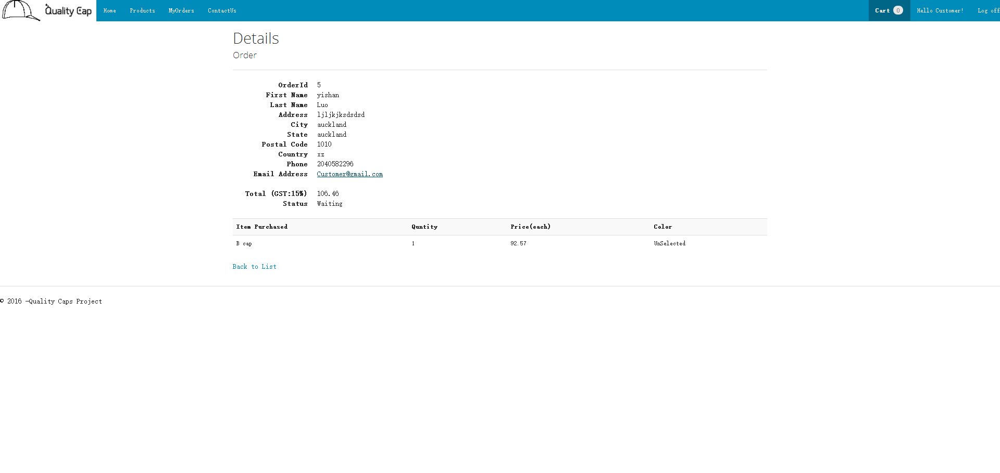 Quality Cap Home Products MyOrders ContactUs Cart 0 Hello Customer! Log off
Details
Order
OrderId 5
First Name yishan
Last Name Luo
Address ljljkjksdsdsd
City auckland
State auckland
Postal Code 1010
Country xz
Phone 2040582296
Email Address Customer@gmail.com
Total (GST:15%) 106.46
Status Waiting
Item Purchased Quntity Price(each) Color
B cap 1 92.57 UnSelected
Back to List
© 2016 -Quality Caps Project